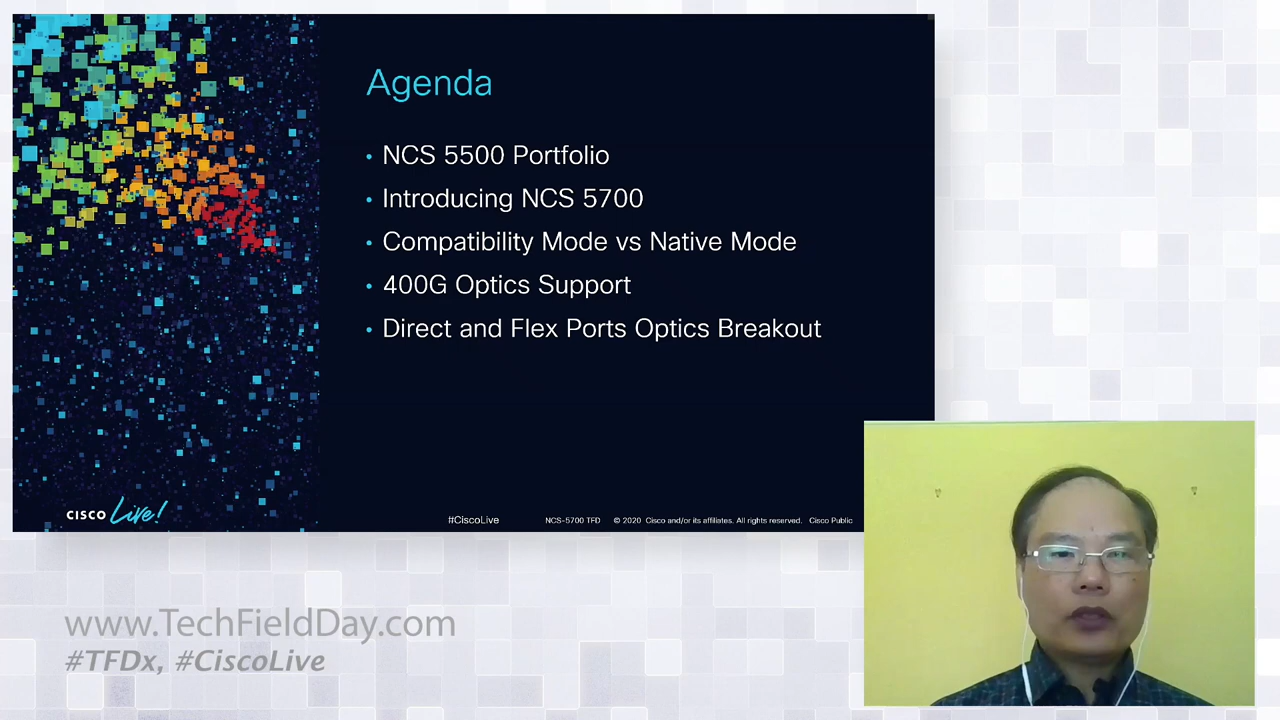 Agenda
• NCS 5500 Portfolio
• Introducing NCS 5700
• Compatibility Mode vs Native Mode
• 400G Optics Support
• Direct and Flex Ports Optics Breakout
CISCO Live!
#CiscoLive
NCS-5700 TFD
© 2020 Cisco and/or its affiliates. All rights reserved. Cisco Public
www.TechFieldDay.com
#TFDx, #CiscoLive